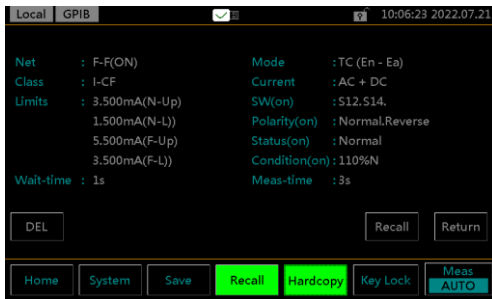 Local GPIB ? 10:06:23 2022.07.21
Net : F-F(ON) Mode :TC (En - Ea)
Class : I-CF Current :AC + DC
Limits : 3.500mA(N-Up) SW(on) :S12.S14.
1.500mA(N-L)) Polarity(on) :Normal.Reverse
5.500mA(F-Up) Status(on) :Normal
3.500mA(F-L)) Condition(on):110%N
Wait-time : 1s Meas-time :3s
DEL Recall Return
Home System Save Recall Hardcopy Key Lock Meas
AUTO